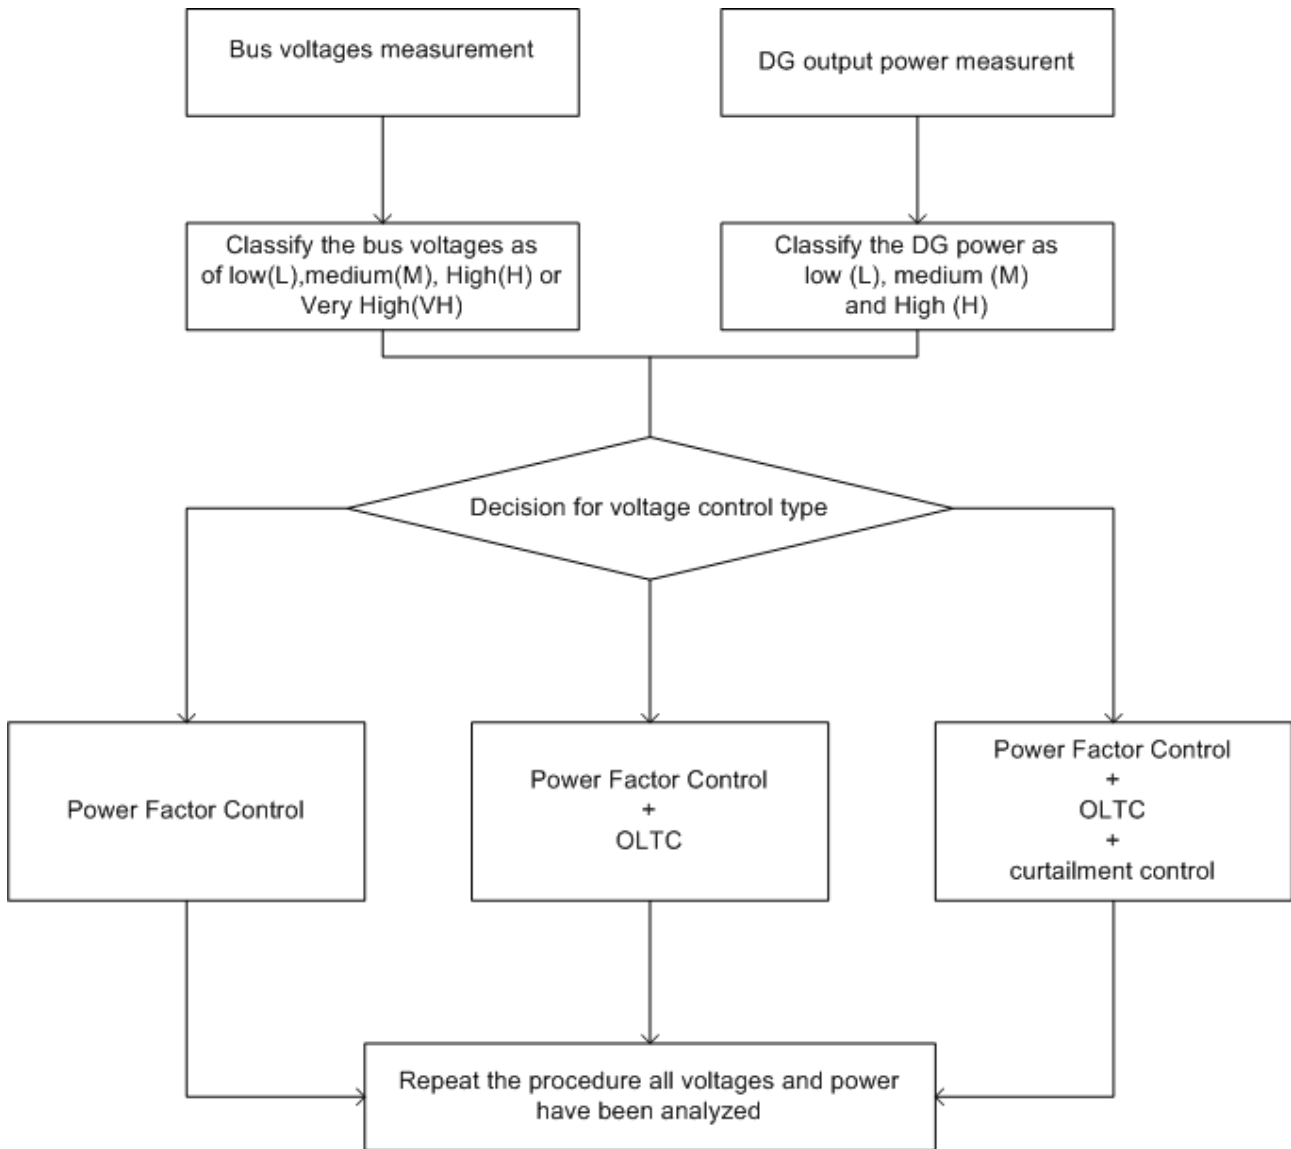 Bus voltages measurement
DG output power measurent
Classify the bus voltages as
of low(L),medium(M), High(H) or
Very High(VH)
Classify the DG power as
low (L), medium (M)
and High (H)
Decision for voltage control type
Power Factor Control
Power Factor Control
+
OLTC
Power Factor Control
+
OLTC
+
curtailment control
Repeat the procedure all voltages and power
have been analyzed